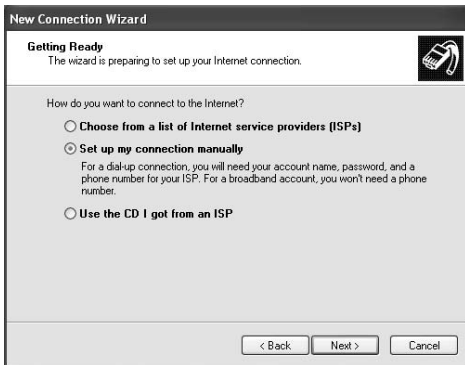 New Connection Wizard
Getting Ready
The wizard is preparing to set up your Internet connection.
How do you want to connect to the Internet?
Choose from a list of Internet service providers (ISPs)
Set up my connection manually
For a dial-up connection, you will need your account name, password, and a
phone number for your ISP. For a broadband account, you won't need a phone
number.
Use the CD I got from an ISP
< Back
Next >
Cancel